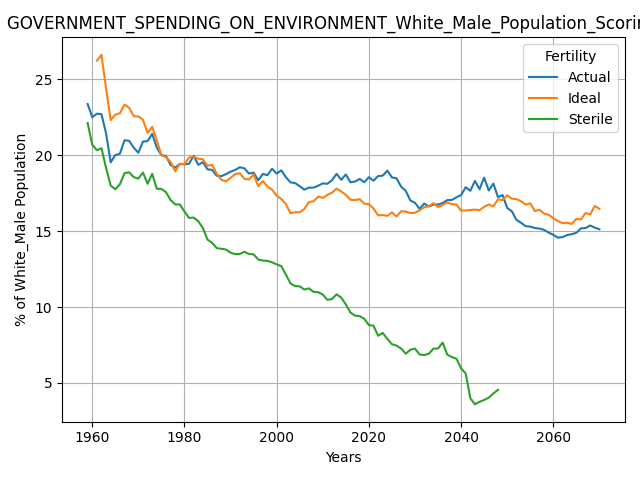 GOVERNMENT_SPENDING_ON_ENVIRONMENT_White_Male_Population_Scorin
Fertility
Actual
Ideal
Sterile
25
20
15
10
5
% of White_Male Population
1960 1980 2000 2020 2040 2060
Years